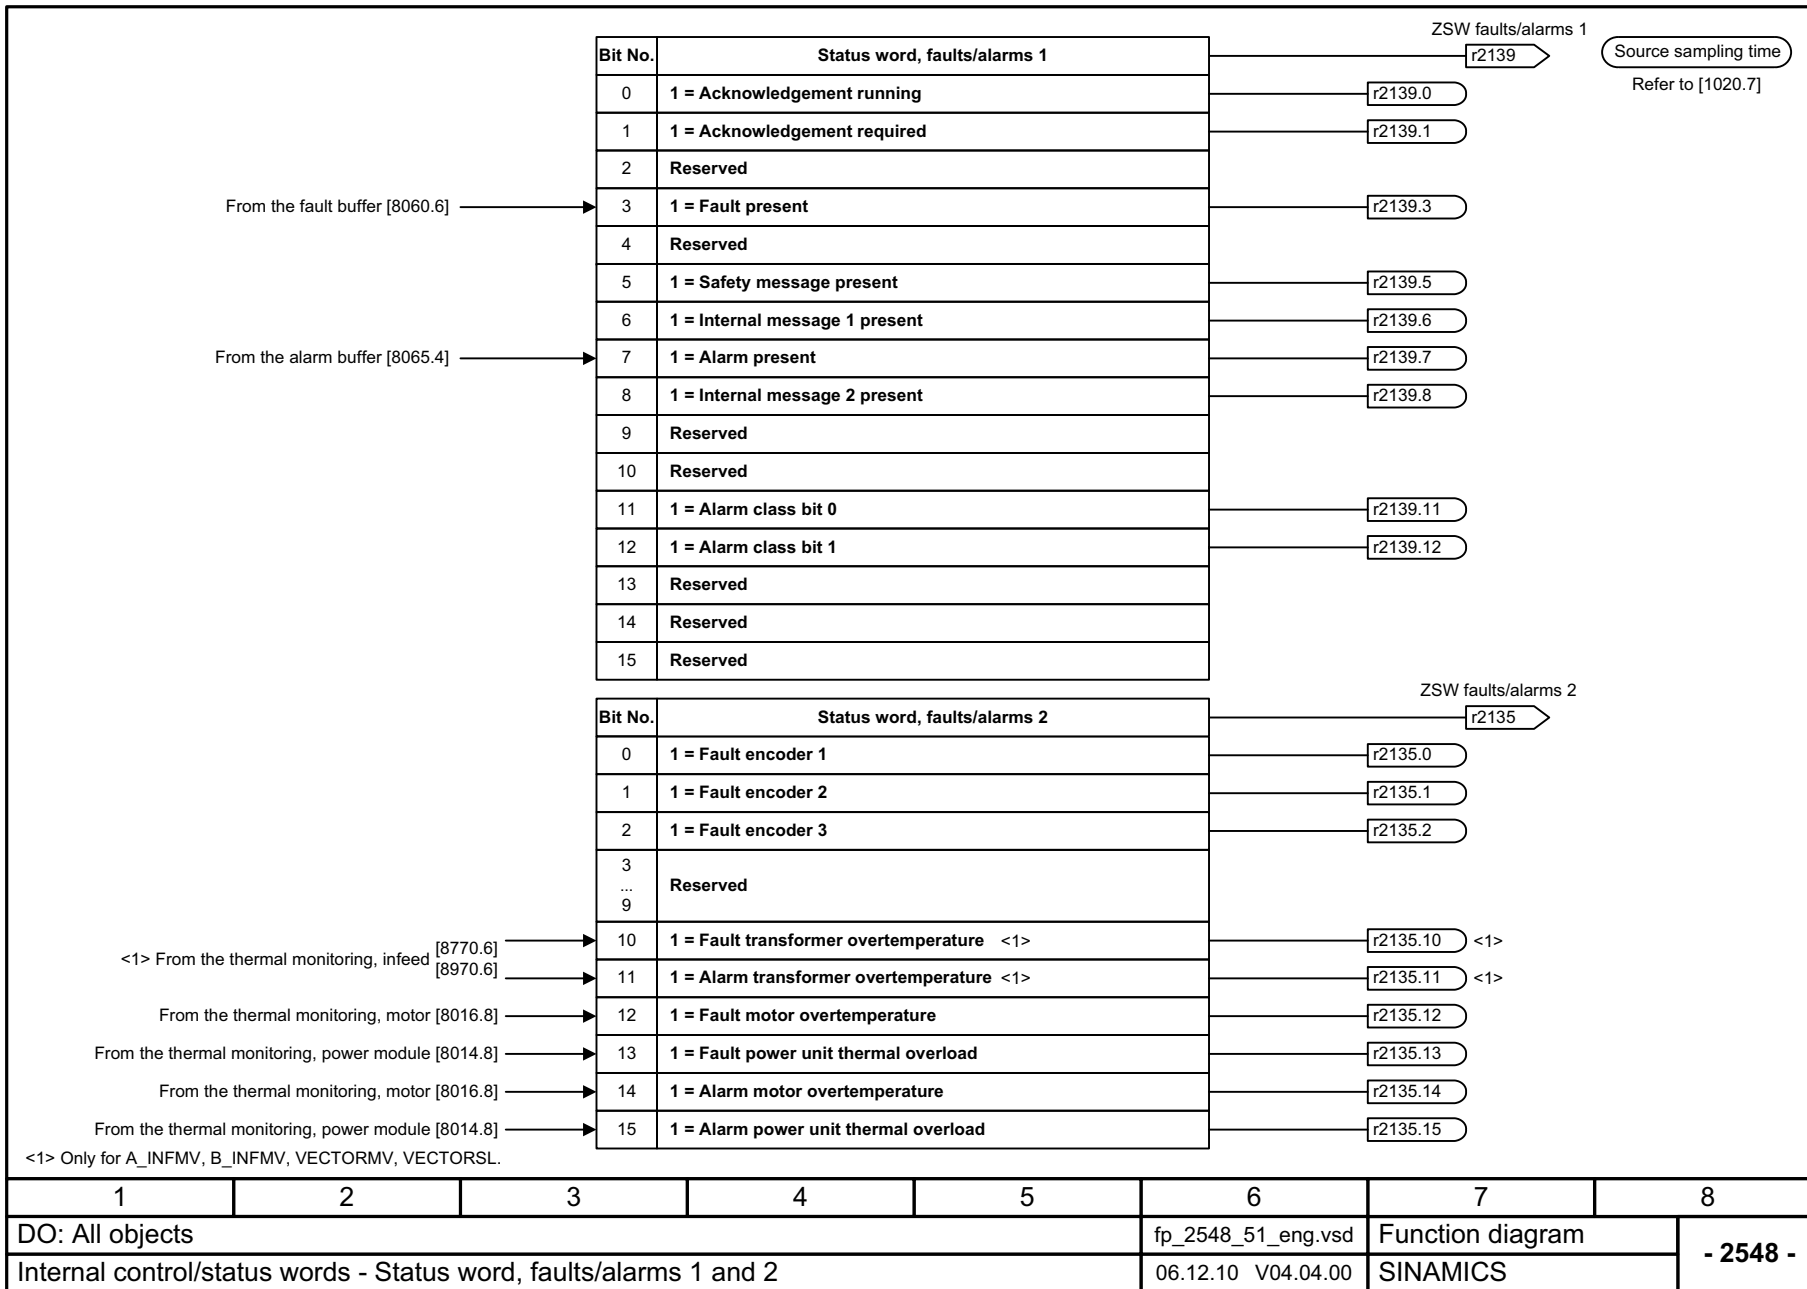 ZSW faults/alarms 1
Bit No. Status word, faults/alarms 1 r2139 Source sampling time
Refer to [1020.7]
0 1 = Acknowledgement running r2139.0
1 1 = Acknowledgement required r2139.1
2 Reserved
From the fault buffer [8060.6] 3 1 = Fault present r2139.3
4 Reserved
5 1 = Safety message present r2139.5
6 1 = Internal message 1 present r2139.6
From the alarm buffer [8065.4] 7 1 = Alarm present r2139.7
8 1 = Internal message 2 present r2139.8
9 Reserved
10 Reserved
11 1 = Alarm class bit 0 r2139.11
12 1 = Alarm class bit 1 r2139.12
13 Reserved
14 Reserved
15 Reserved
ZSW faults/alarms 2
Bit No. Status word, faults/alarms 2 r2135
0 1 = Fault encoder 1 r2135.0
1 1 = Fault encoder 2 r2135.1
2 1 = Fault encoder 3 r2135.2
3
... Reserved
9
<1> From the thermal monitoring, infeed [8770.6] 10 1 = Fault transformer overtemperature <1> r2135.10 <1>
[8970.6] 11 1 = Alarm transformer overtemperature <1> r2135.11 <1>
From the thermal monitoring, motor [8016.8] 12 1 = Fault motor overtemperature r2135.12
From the thermal monitoring, power module [8014.8] 13 1 = Fault power unit thermal overload r2135.13
From the thermal monitoring, motor [8016.8] 14 1 = Alarm motor overtemperature r2135.14
From the thermal monitoring, power module [8014.8] 15 1 = Alarm power unit thermal overload r2135.15
<1> Only for A_INFMV, B_INFMV, VECTORMV, VECTORSL.
1 2 3 4 5 6 7 8
DO: All objects fp_2548_51_eng.vsd Function diagram - 2548 -
Internal control/status words - Status word, faults/alarms 1 and 2 06.12.10 V04.04.00 SINAMICS